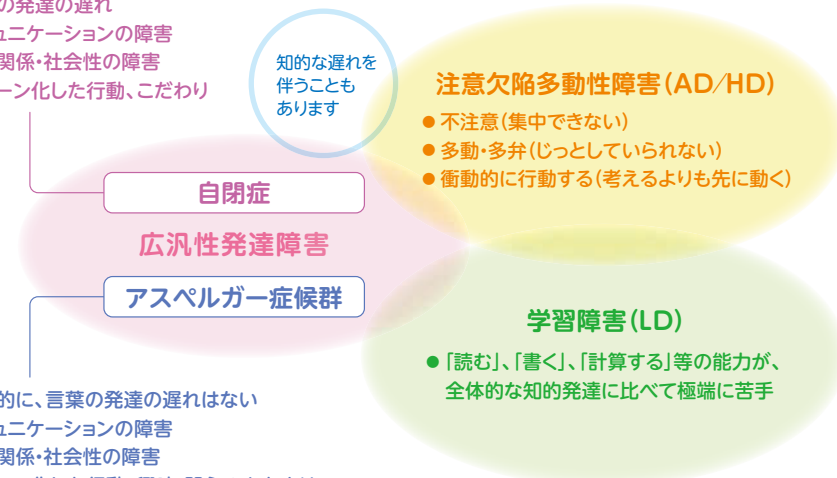 の発達の遅れ
ュニケーションの障害
関係・社会性の障害
ーン化した行動、こだわり
知的な遅れを
伴うことも
あります
注意欠陥多動性障害(AD/HD)
● 不注意(集中できない)
● 多動・多弁(じっとしていられない)
● 衝動的に行動する(考えるよりも先に動く)
自閉症
広汎性発達障害
アスペルガー症候群
学習障害(LD)
● 「読む」、「書く」、「計算する」等の能力が、
全体的な知的発達に比べて極端に苦手
的に、言葉の発達の遅れはない
ュニケーションの障害
関係・社会性の障害